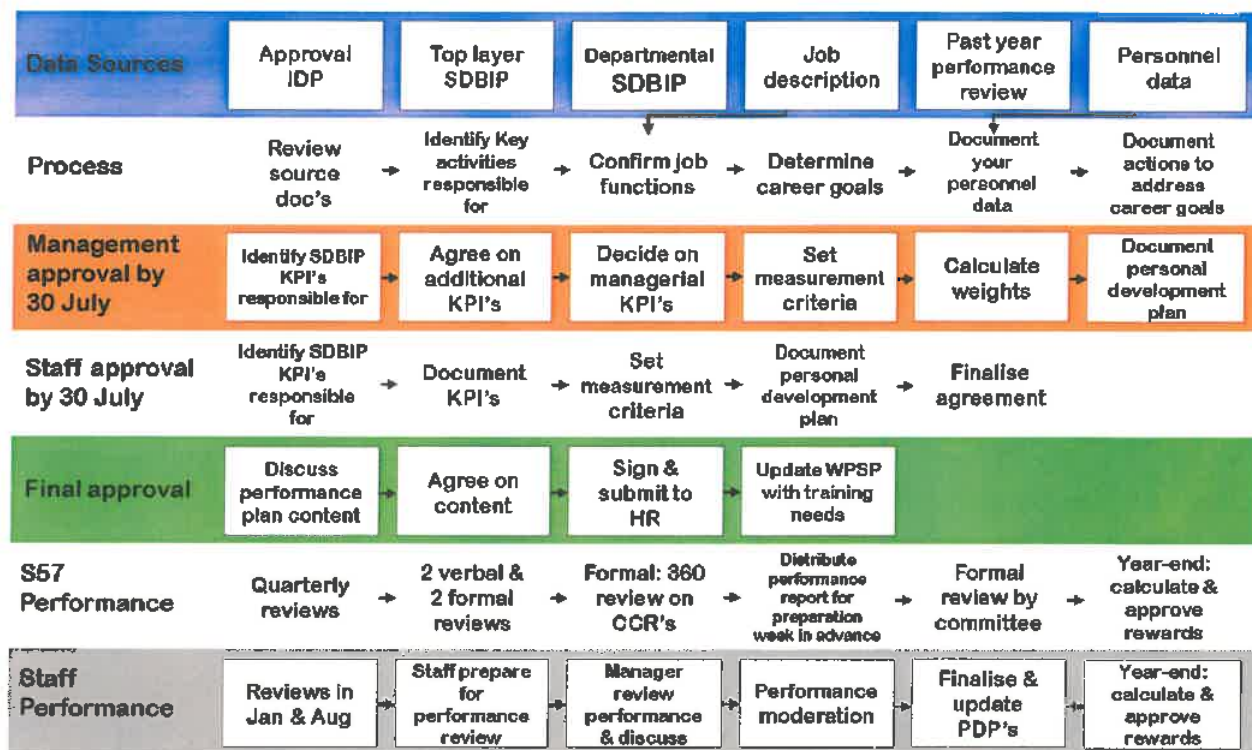 Data Sources
Approval
IDP
Top layer
SDBIP
Departmental
SDBIP
Job
description
Past year
performance
review
Personnel
data
Process
Review
source
doc's
Identify Key
activities
responsible
for
Confirm job
functions
Determine
career goals
Document
your
personnel
data
Document
actions to
address
career goals
Management
approval by
30 July
Identify SDBIP
KPI's
responsible for
Agree on
additional
KPI's
Decide on
managerial
KPI's
Set
measurement
criteria
Calculate
weights
Document
personal
development
plan
Staff approval
by 30 July
Identify SDBIP
KPI's
responsible
for
Document
KPI's
Set
measurement
criteria
Document
personal
development
plan
Finalise
agreement
Final approval
Discuss
performance
plan content
Agree on
content
Sign &
submit to
HR
Update WPSP
with training
needs
S57
Performance
Quarterly
reviews
2 verbal &
2 formal
reviews
Formal: 360
review on
CCR's
Distribute
performance
report for
preparation
week in advance
Formal
review by
committee
Year-end:
calculate &
approve
rewards
Staff
Performance
Reviews in
Jan & Aug
Staff prepare
for
performance
review
Manager
review
performance
& discuss
Performance
moderation
Finalise &
update
PDP's
Year-end:
calculate &
approve
rewards